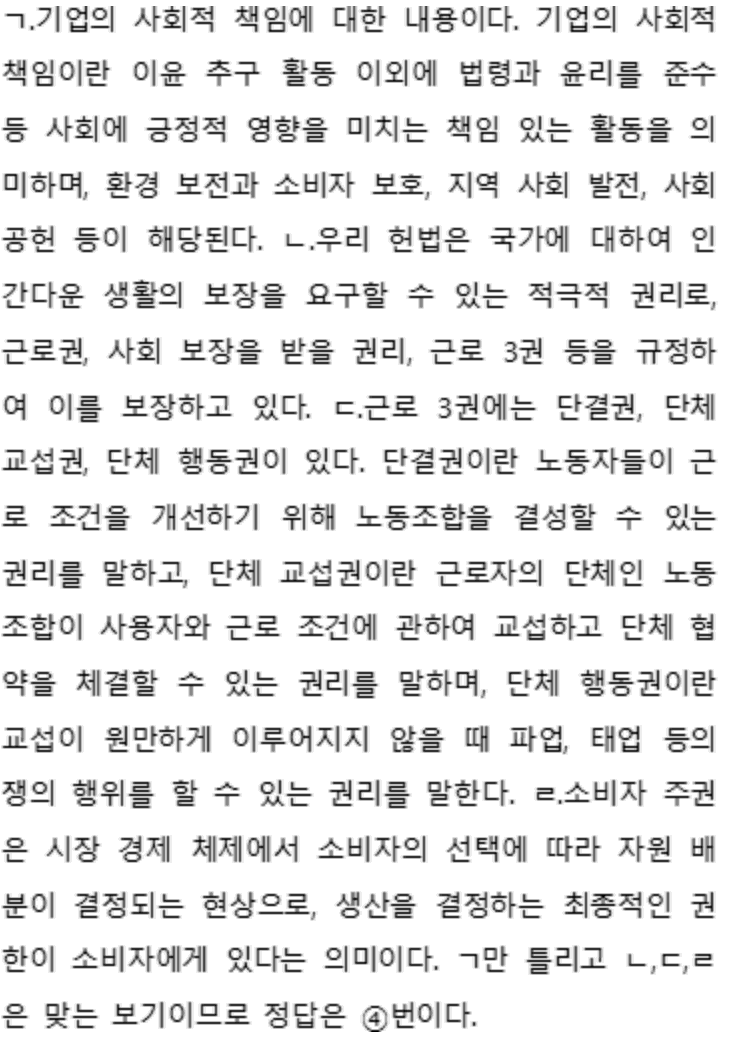 ㄱ.기업의 사회적 책임에 대한 내용이다. 기업의 사회적
책임이란 이윤 추구 활동 이외에 법령과 윤리를 준수
등 사회에 긍정적 영향을 미치는 책임 있는 활동을 의
미하며, 환경 보전과 소비자 보호, 지역 사회 발전, 사회
공헌 등이 해당된다. ㄴ.우리 헌법은 국가에 대하여 인
간다운 생활의 보장을 요구할 수 있는 적극적 권리로,
근로권, 사회 보장을 받을 권리, 근로 3권 등을 규정하
여 이를 보장하고 있다. ㄷ.근로 3권에는 단결권, 단체
교섭권, 단체 행동권이 있다. 단결권이란 노동자들이 근
로 조건을 개선하기 위해 노동조합을 결성할 수 있는
권리를 말하고, 단체 교섭권이란 근로자의 단체인 노동
조합이 사용자와 근로 조건에 관하여 교섭하고 단체 협
약을 체결할 수 있는 권리를 말하며, 단체 행동권이란
교섭이 원만하게 이루어지지 않을 때 파업, 태업 등의
쟁의 행위를 할 수 있는 권리를 말한다. ㄹ.소비자 주권
은 시장 경제 체제에서 소비자의 선택에 따라 자원 배
분이 결정되는 현상으로, 생산을 결정하는 최종적인 권
한이 소비자에게 있다는 의미이다. ㄱ만 틀리고 ㄴ,ㄷ,ㄹ
은 맞는 보기이므로 정답은 ④번이다.